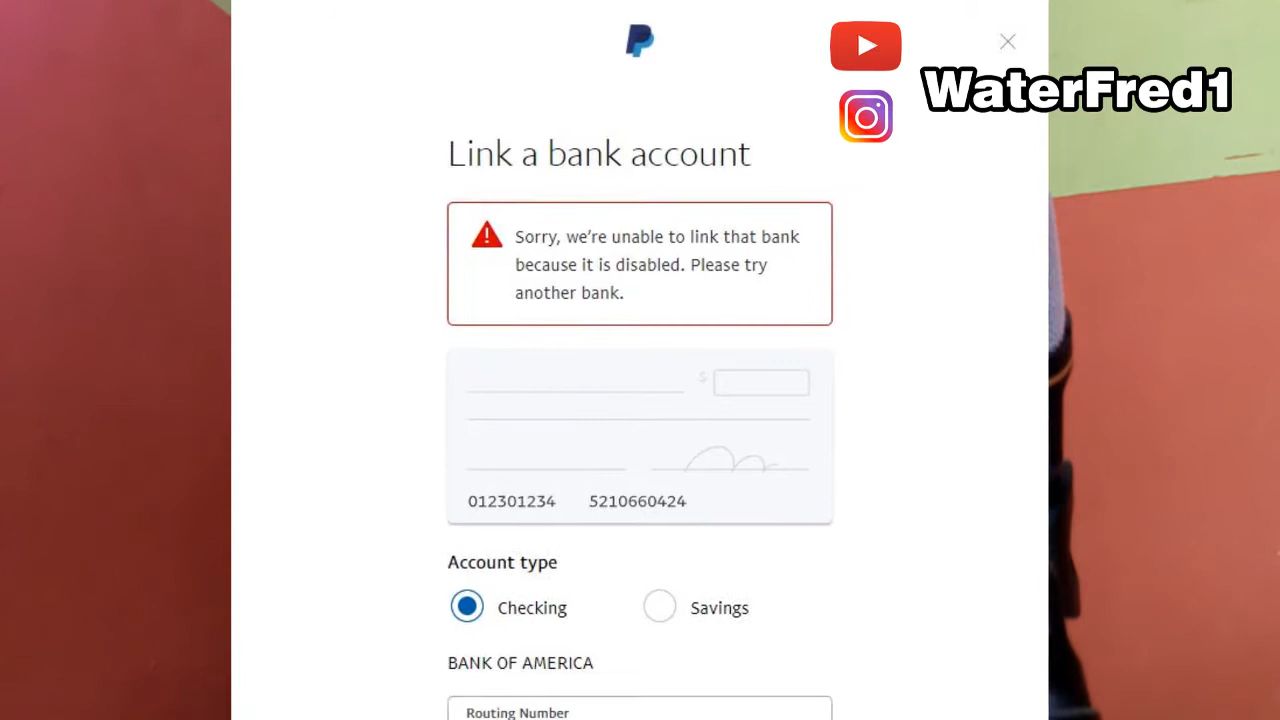 WaterFred1
Link a bank account
Sorry, we're unable to link that bank
because it is disabled. Please try
another bank.
$
012301234 5210660424
Account type
Checking Savings
BANK OF AMERICA
Routing Number